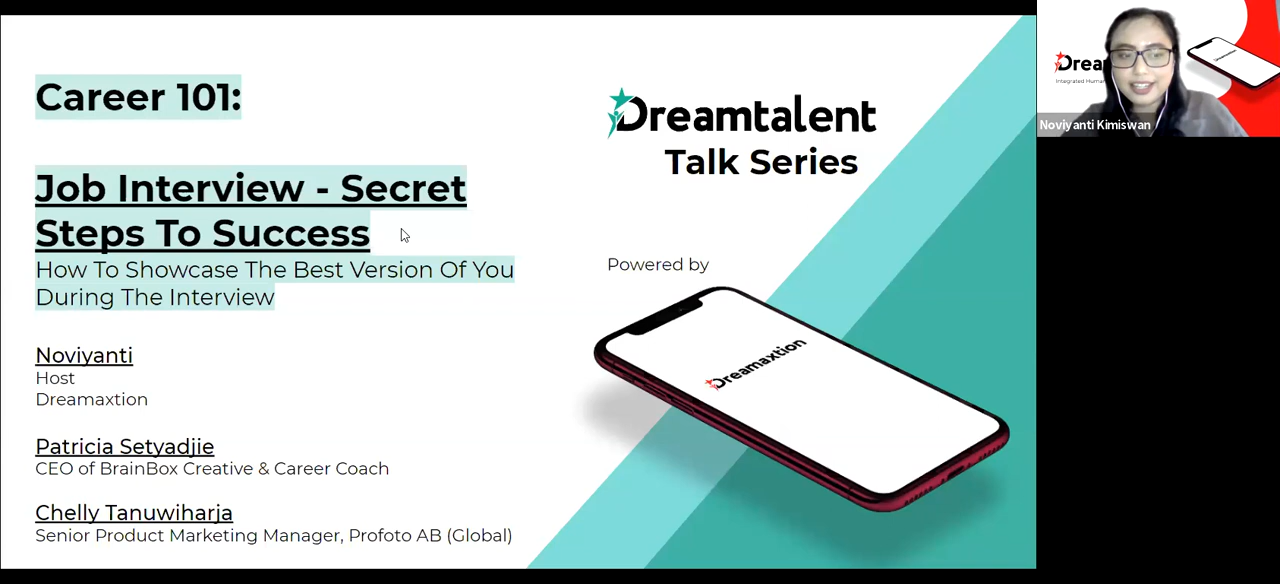 Career 101:
Job Interview - Secret
Steps To Success
How To Showcase The Best Version Of You
During The Interview
Noviyanti
Host
Dreamaxtion
Patricia Setyadjie
CEO of BrainBox Creative & Career Coach
Chelly Tanuwiharja
Senior Product Marketing Manager, Profoto AB (Global)
Dreamtalent
Talk Series
Powered by
Dreamaxtion
Integrated
Noviyanti Kimiswan